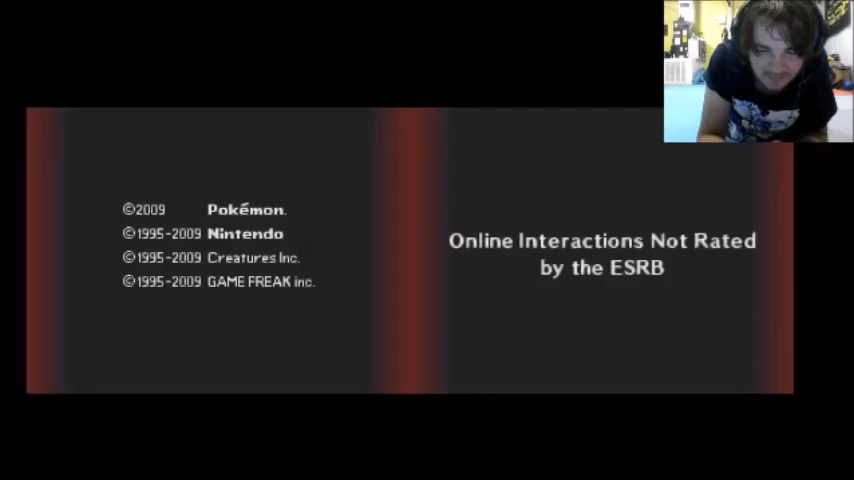 ©2009 Pokémon.
©1995-2009 Nintendo
©1995-2009 Creatures Inc.
©1995-2009 GAME FREAK inc.
Online Interactions Not Rated
by the ESRB